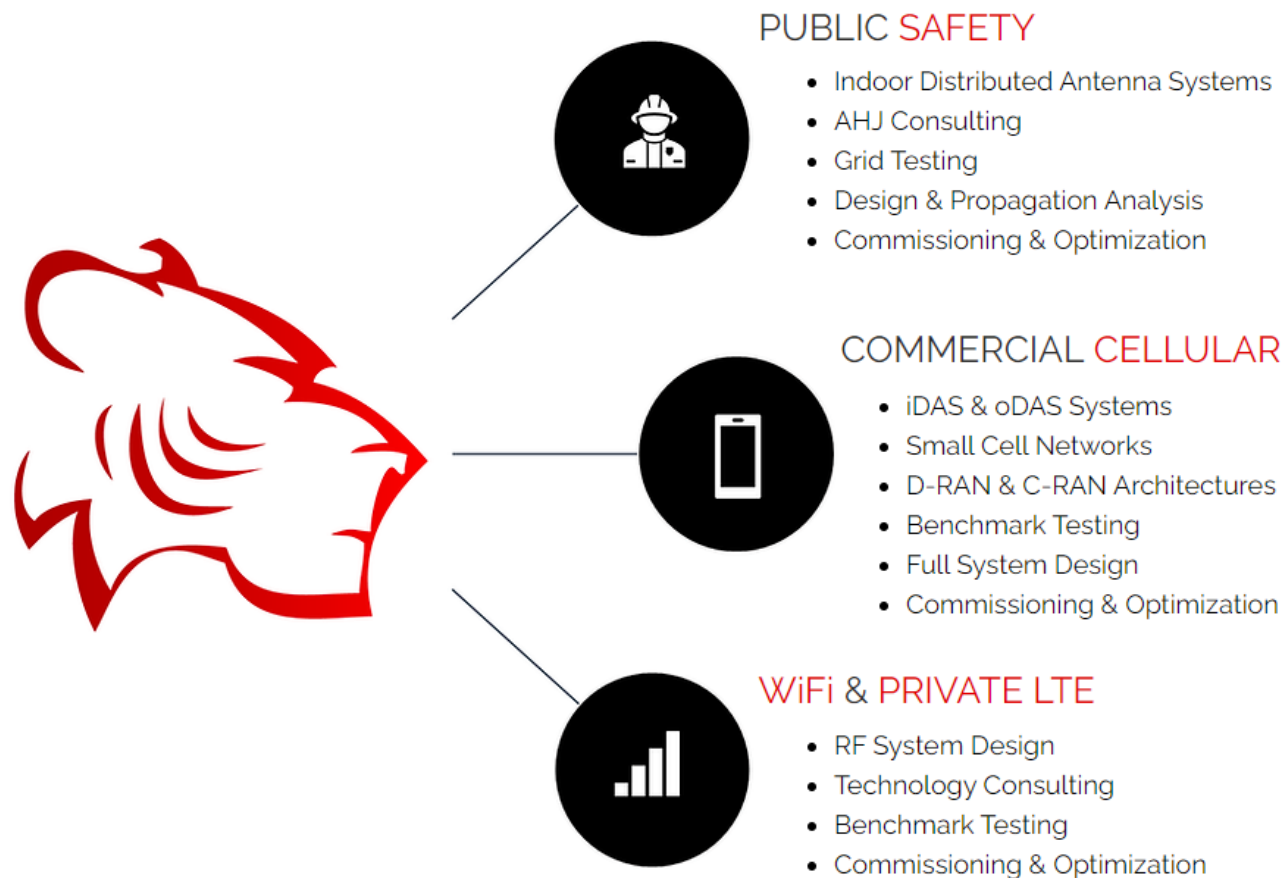 PUBLIC SAFETY
• Indoor Distributed Antenna Systems
• AHJ Consulting
• Grid Testing
• Design & Propagation Analysis
• Commissioning & Optimization
COMMERCIAL CELLULAR
• iDAS & oDAS Systems
• Small Cell Networks
• D-RAN & C-RAN Architectures
• Benchmark Testing
• Full System Design
• Commissioning & Optimization
WiFi & PRIVATE LTE
• RF System Design
• Technology Consulting
• Benchmark Testing
• Commissioning & Optimization